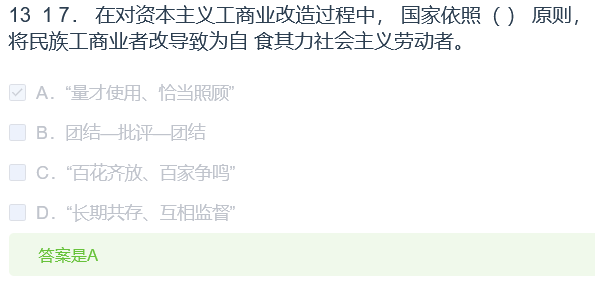 13 1 7． 在对资本主义工商业改造过程中， 国家依照（ ） 原则，
将民族工商业者改导致为自 食其力社会主义劳动者。
A．“量才使用、恰当照顾”
B．团结—批评—团结
C．“百花齐放、百家争鸣”
D．“长期共存、互相监督”
答案是A